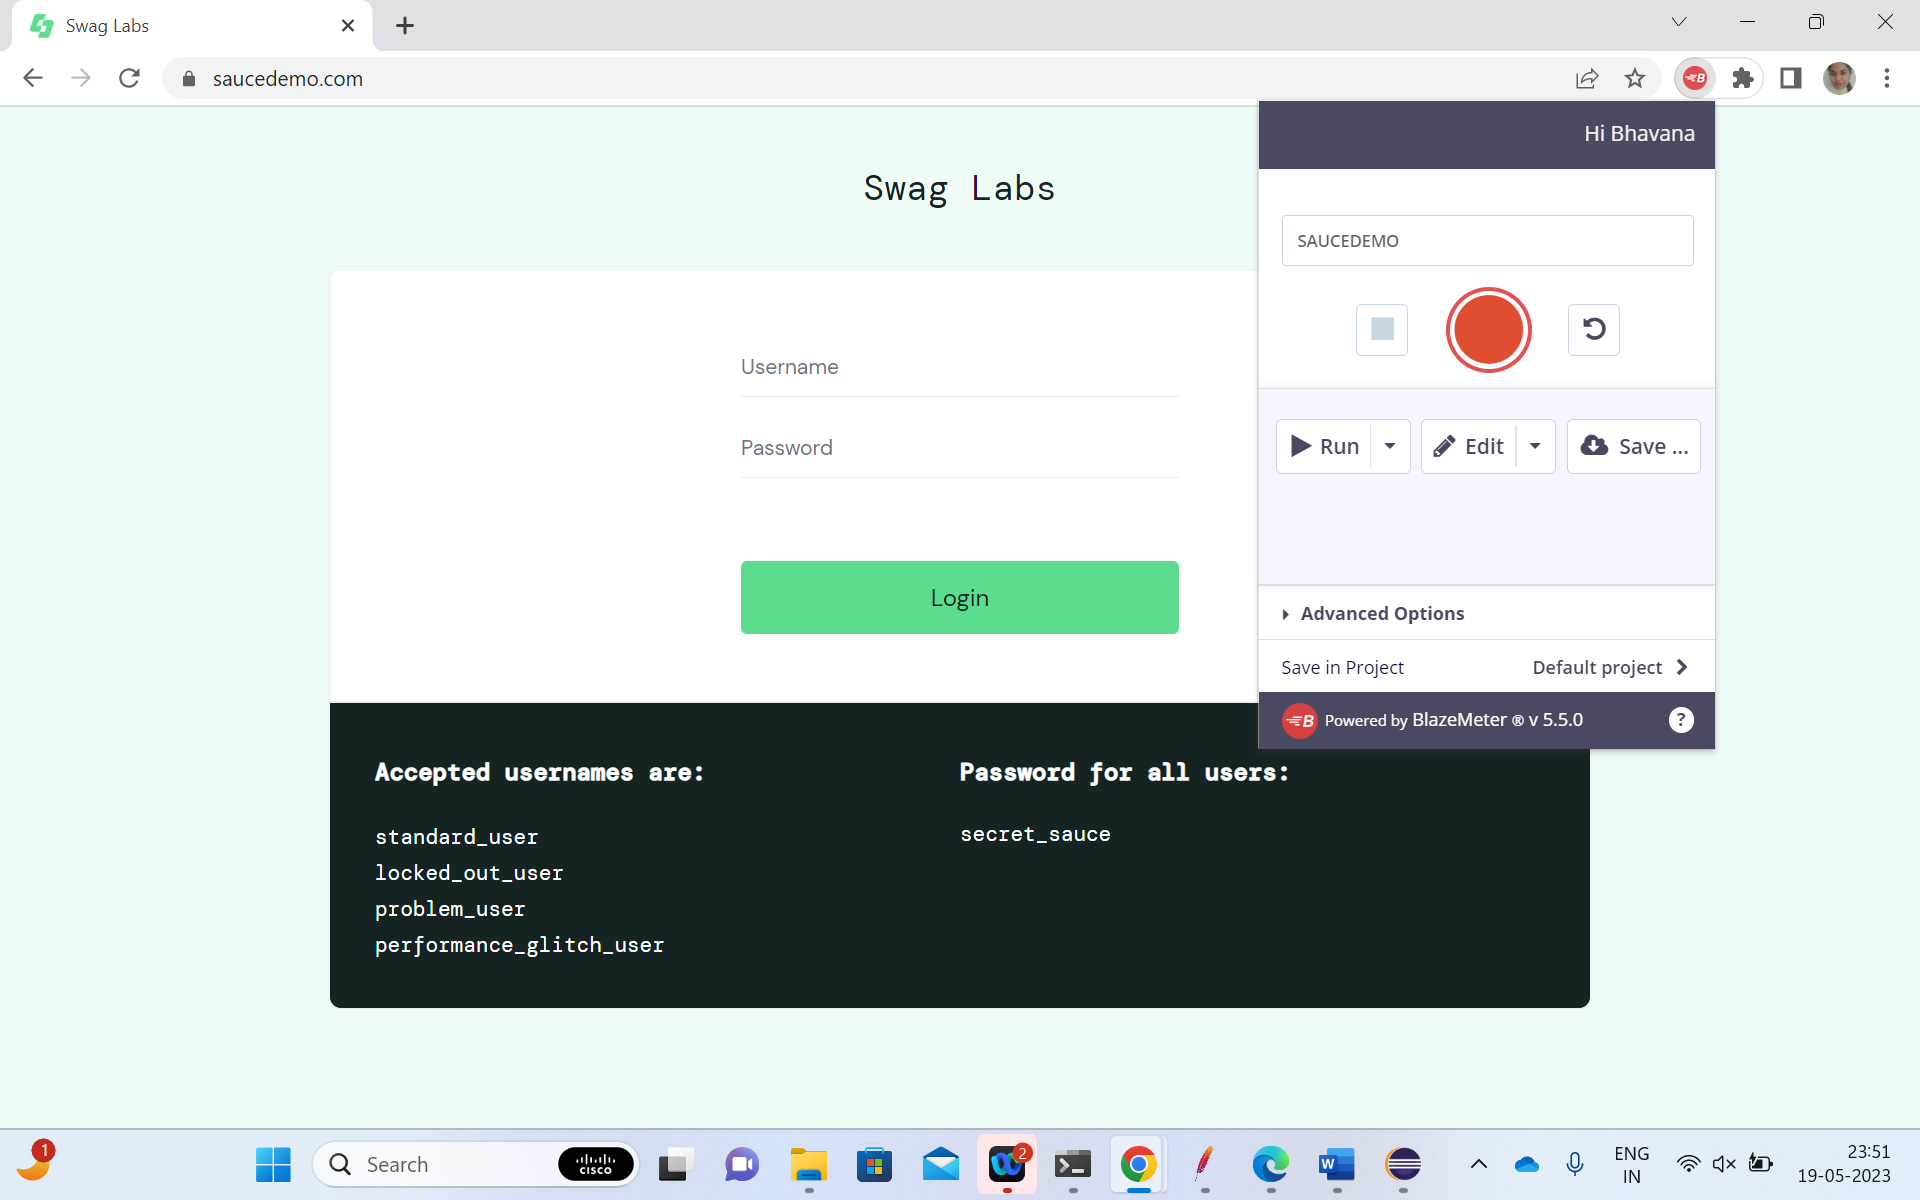 Swag Labs
saucedemo.com
Hi Bhavana
Swag Labs
SAUCEDEMO
Username
Password
Run
Edit
Save ...
Login
Advanced Options
Save in Project Default project
B Powered by BlazeMeter ® v 5.5.0 ?
Accepted usernames are:
standard_user
locked_out_user
problem_user
performance_glitch_user
Password for all users:
secret_sauce
1
Search
CISCO
2
W
ENG
IN
23:51
19-05-2023